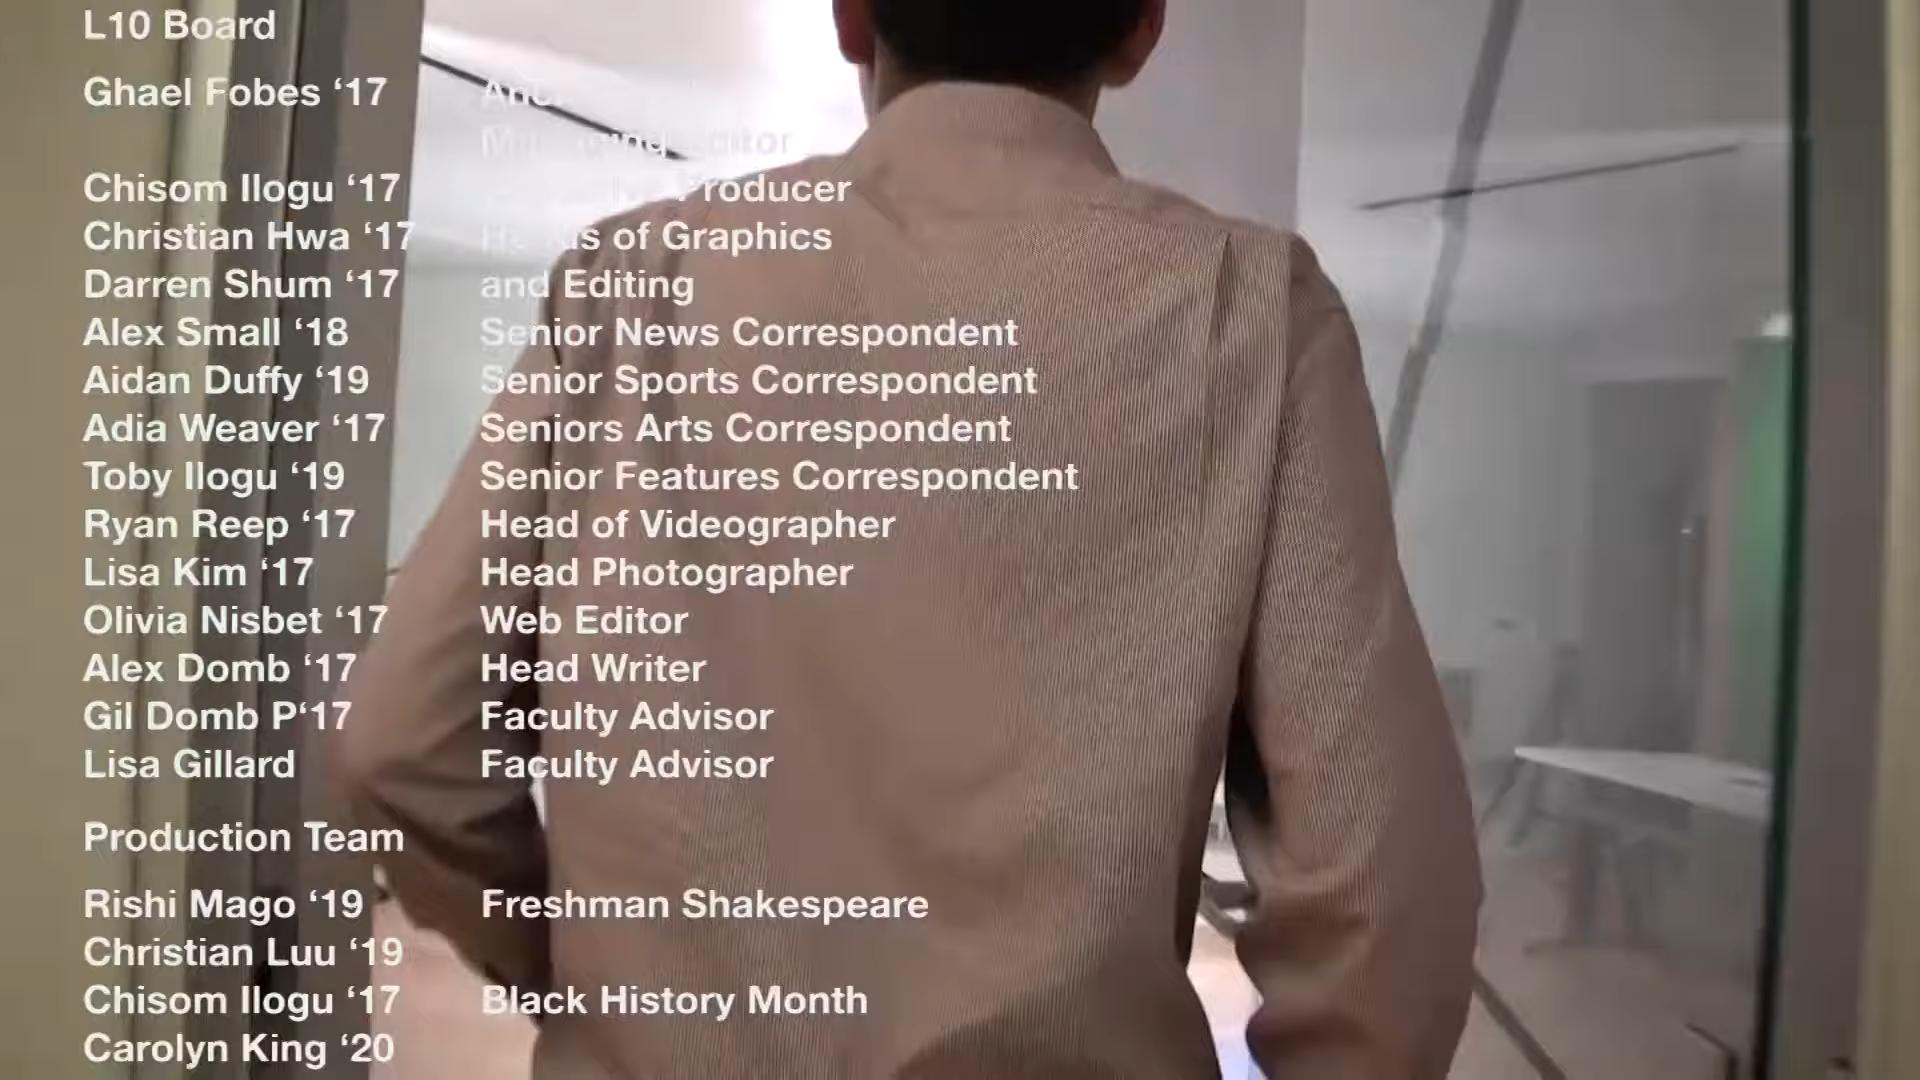 L10 Board
Ghael Fobes ‘17
Chisom Ilogu ‘17 Producer
Christian Hwa ‘17 Heads of Graphics
Darren Shum ‘17 and Editing
Alex Small ‘18 Senior News Correspondent
Aidan Duffy ‘19 Senior Sports Correspondent
Adia Weaver ‘17 Seniors Arts Correspondent
Toby Ilogu ‘19 Senior Features Correspondent
Ryan Reep ‘17 Head of Videographer
Lisa Kim ‘17 Head Photographer
Olivia Nisbet ‘17 Web Editor
Alex Domb ‘17 Head Writer
Gil Domb P‘17 Faculty Advisor
Lisa Gillard Faculty Advisor
Production Team
Rishi Mago ‘19 Freshman Shakespeare
Christian Luu ‘19
Chisom Ilogu ‘17 Black History Month
Carolyn King ‘20